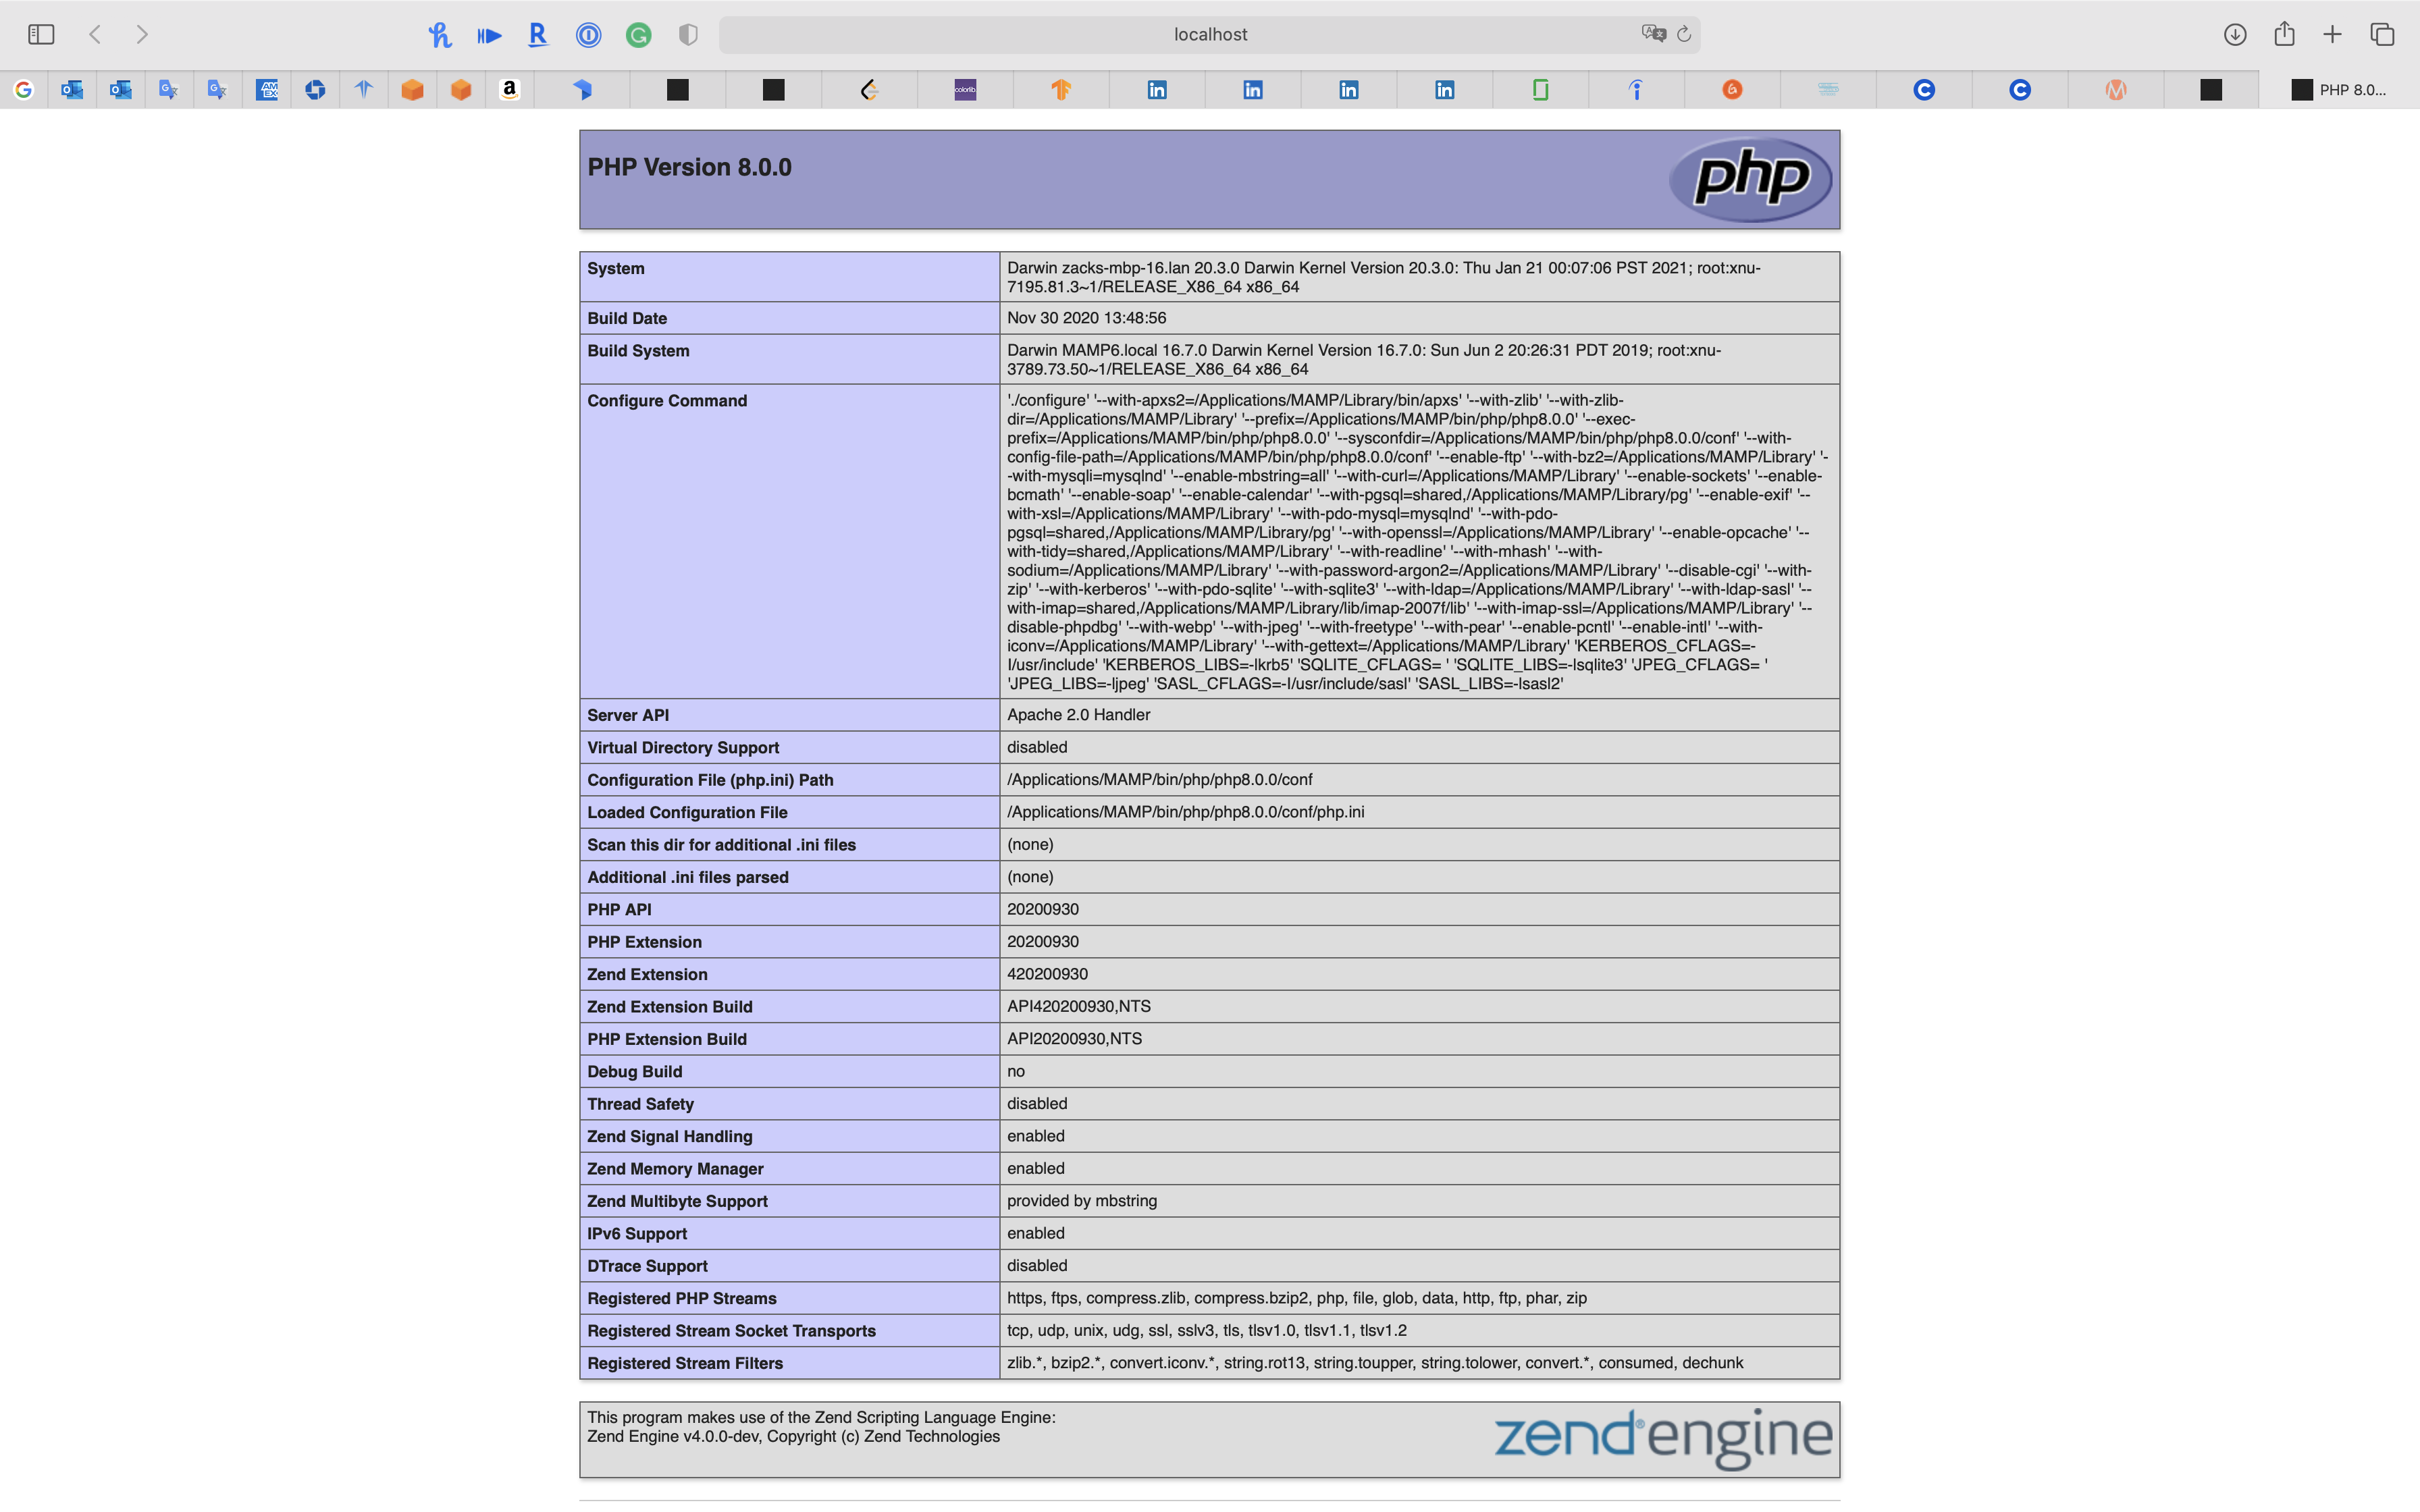 localhost
PHP 8.0...
PHP Version 8.0.0
php
System
Darwin zacks-mbp-16.lan 20.3.0 Darwin Kernel Version 20.3.0: Thu Jan 21 00:07:06 PST 2021; root:xnu-
7195.81.3~1/RELEASE_X86_64 x86_64
Build Date
Nov 30 2020 13:48:56
Build System
Darwin MAMP6.local 16.7.0 Darwin Kernel Version 16.7.0: Sun Jun 2 20:26:31 PDT 2019; root:xnu-
3789.73.50~1/RELEASE_X86_64 x86_64
Configure Command
'./configure' '--with-apxs2=/Applications/MAMP/Library/bin/apxs' '--with-zlib' '--with-zlib-
dir=/Applications/MAMP/Library' '--prefix=/Applications/MAMP/bin/php/php8.0.0' '--exec-
prefix=/Applications/MAMP/bin/php/php8.0.0' '--sysconfdir=/Applications/MAMP/bin/php/php8.0.0/conf' '--with-
config-file-path=/Applications/MAMP/bin/php/php8.0.0/conf' '--enable-ftp' '--with-bz2=/Applications/MAMP/Library' '-
-with-mysqli=mysqlnd' '--enable-mbstring=all' '--with-curl=/Applications/MAMP/Library' '--enable-sockets' '--enable-
bcmath' '--enable-soap' '--enable-calendar' '--with-pgsql=shared,/Applications/MAMP/Library/pg' '--enable-exif' '--
with-xsl=/Applications/MAMP/Library' '--with-pdo-mysql=mysqlnd' '--with-pdo-
pgsql=shared,/Applications/MAMP/Library/pg' '--with-openssl=/Applications/MAMP/Library' '--enable-opcache' '--
with-tidy=shared,/Applications/MAMP/Library' '--with-readline' '--with-mhash' '--with-
sodium=/Applications/MAMP/Library' '--with-password-argon2=/Applications/MAMP/Library' '--disable-cgi' '--with-
zip' '--with-kerberos' '--with-pdo-sqlite' '--with-sqlite3' '--with-ldap=/Applications/MAMP/Library' '--with-ldap-sasl' '--
with-imap=shared,/Applications/MAMP/Library/lib/imap-2007f/lib' '--with-imap-ssl=/Applications/MAMP/Library' '--
disable-phpdbg' '--with-webp' '--with-jpeg' '--with-freetype' '--with-pear' '--enable-pcntl' '--enable-intl' '--with-
iconv=/Applications/MAMP/Library' '--with-gettext=/Applications/MAMP/Library' 'KERBEROS_CFLAGS=-
I/usr/include' 'KERBEROS_LIBS=-lkrb5' 'SQLITE_CFLAGS= ' 'SQLITE_LIBS=-lsqlite3' 'JPEG_CFLAGS= '
'JPEG_LIBS=-ljpeg' 'SASL_CFLAGS=-I/usr/include/sasl' 'SASL_LIBS=-lsasl2'
Server API
Apache 2.0 Handler
Virtual Directory Support
disabled
Configuration File (php.ini) Path
/Applications/MAMP/bin/php/php8.0.0/conf
Loaded Configuration File
/Applications/MAMP/bin/php/php8.0.0/conf/php.ini
Scan this dir for additional .ini files
(none)
Additional .ini files parsed
(none)
PHP API
20200930
PHP Extension
20200930
Zend Extension
420200930
Zend Extension Build
API420200930,NTS
PHP Extension Build
API20200930,NTS
Debug Build
no
Thread Safety
disabled
Zend Signal Handling
enabled
Zend Memory Manager
enabled
Zend Multibyte Support
provided by mbstring
IPv6 Support
enabled
DTrace Support
disabled
Registered PHP Streams
https, ftps, compress.zlib, compress.bzip2, php, file, glob, data, http, ftp, phar, zip
Registered Stream Socket Transports
tcp, udp, unix, udg, ssl, sslv3, tls, tlsv1.0, tlsv1.1, tlsv1.2
Registered Stream Filters
zlib.*, bzip2.*, convert.iconv.*, string.rot13, string.toupper, string.tolower, convert.*, consumed, dechunk
This program makes use of the Zend Scripting Language Engine:
Zend Engine v4.0.0-dev, Copyright (c) Zend Technologies
zend®engine